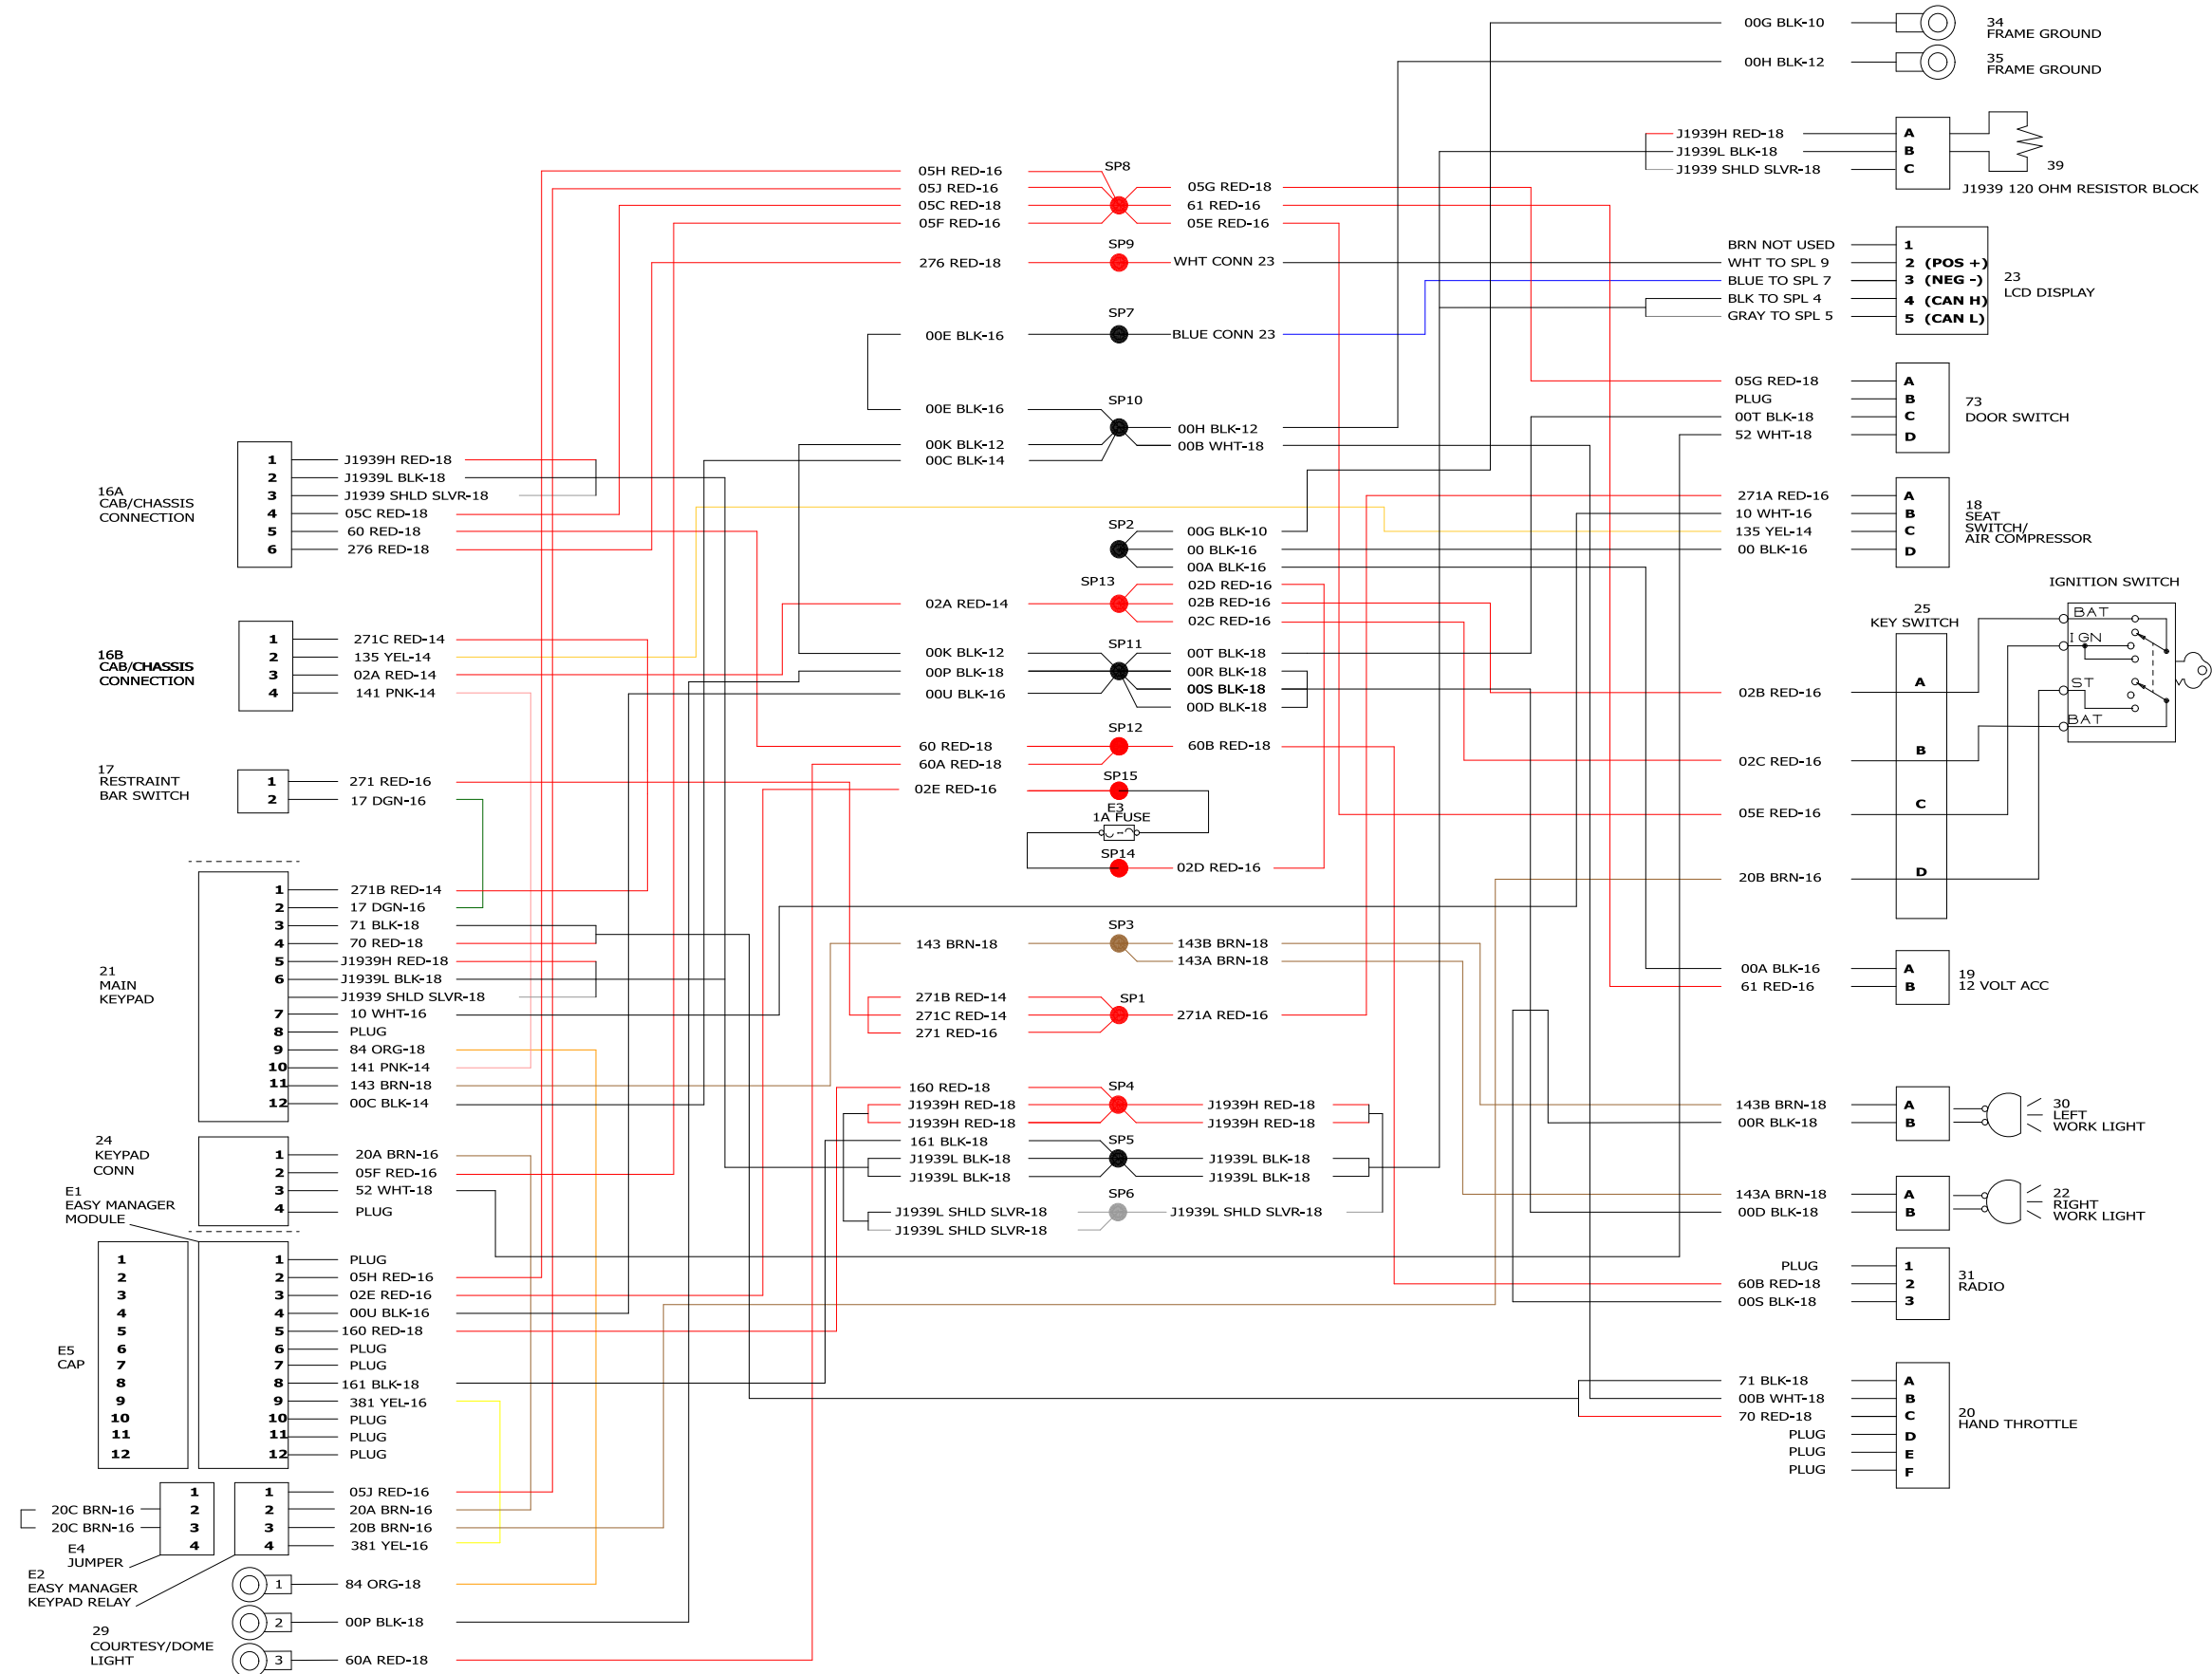 00G BLK-10
34
FRAME GROUND
00H BLK-12
35
FRAME GROUND
J1939H RED-18
A
J1939L BLK-18
B
J1939 SHLD SLVR-18
C
39
J1939 120 OHM RESISTOR BLOCK
BRN NOT USED
1
WHT TO SPL 9
2 (POS +)
BLUE TO SPL 7
3 (NEG -)
BLK TO SPL 4
4 (CAN H)
GRAY TO SPL 5
5 (CAN L)
23
LCD DISPLAY
05G RED-18
A
PLUG
B
00T BLK-18
C
52 WHT-18
D
73
DOOR SWITCH
271A RED-16
A
10 WHT-16
B
135 YEL-14
C
00 BLK-16
D
18
SEAT
SWITCH/
AIR COMPRESSOR
IGNITION SWITCH
BAT
IGN
ST
BAT
25
KEY SWITCH
02B RED-16
A
02C RED-16
B
05E RED-16
C
20B BRN-16
D
00A BLK-16
A
61 RED-16
B
19
12 VOLT ACC
143B BRN-18
A
00R BLK-18
B
30
LEFT
WORK LIGHT
143A BRN-18
A
00D BLK-18
B
22
RIGHT
WORK LIGHT
PLUG
1
60B RED-18
2
00S BLK-18
3
31
RADIO
71 BLK-18
A
00B WHT-18
B
70 RED-18
C
PLUG
D
PLUG
E
PLUG
F
20
HAND THROTTLE
05H RED-16
05J RED-16
05C RED-18
05F RED-16
SP8
05G RED-18
61 RED-16
05E RED-16
276 RED-18
SP9
WHT CONN 23
00E BLK-16
SP7
BLUE CONN 23
00E BLK-16
00K BLK-12
00C BLK-14
SP10
00H BLK-12
00B WHT-18
SP2
00G BLK-10
00 BLK-16
00A BLK-16
02A RED-14
SP13
02D RED-16
02B RED-16
02C RED-16
00K BLK-12
00P BLK-18
00U BLK-16
SP11
00T BLK-18
00R BLK-18
00S BLK-18
00D BLK-18
60 RED-18
60A RED-18
SP12
60B RED-18
02E RED-16
SP15
E3
1A FUSE
SP14
02D RED-16
143 BRN-18
SP3
143B BRN-18
143A BRN-18
271B RED-14
271C RED-14
271 RED-16
SP1
271A RED-16
160 RED-18
J1939H RED-18
J1939H RED-18
SP4
J1939H RED-18
J1939H RED-18
161 BLK-18
J1939L BLK-18
J1939L BLK-18
SP5
J1939L BLK-18
J1939L BLK-18
J1939L SHLD SLVR-18
J1939L SHLD SLVR-18
SP6
J1939L SHLD SLVR-18
16A
CAB/CHASSIS
CONNECTION
1 J1939H RED-18
2 J1939L BLK-18
3 J1939 SHLD SLVR-18
4 05C RED-18
5 60 RED-18
6 276 RED-18
16B
CAB/CHASSIS
CONNECTION
1 271C RED-14
2 135 YEL-14
3 02A RED-14
4 141 PNK-14
17
RESTRAINT
BAR SWITCH
1 271 RED-16
2 17 DGN-16
21
MAIN
KEYPAD
1 271B RED-14
2 17 DGN-16
3 71 BLK-18
4 70 RED-18
5 J1939H RED-18
6 J1939L BLK-18
J1939 SHLD SLVR-18
7 10 WHT-16
8 PLUG
9 84 ORG-18
10 141 PNK-14
11 143 BRN-18
12 00C BLK-14
24
KEYPAD
CONN
1 20A BRN-16
2 05F RED-16
3 52 WHT-18
4 PLUG
E1
EASY MANAGER
MODULE
E5
CAP
1 1 PLUG
2 2 05H RED-16
3 3 02E RED-16
4 4 00U BLK-16
5 5 160 RED-18
6 6 PLUG
7 7 PLUG
8 8 161 BLK-18
9 9 381 YEL-16
10 10 PLUG
11 11 PLUG
12 12 PLUG
1 1 05J RED-16
20C BRN-16 2 2 20A BRN-16
20C BRN-16 3 3 20B BRN-16
4 4 381 YEL-16
E4
JUMPER
E2
EASY MANAGER
KEYPAD RELAY
1 84 ORG-18
2 00P BLK-18
3 60A RED-18
29
COURTESY/DOME
LIGHT